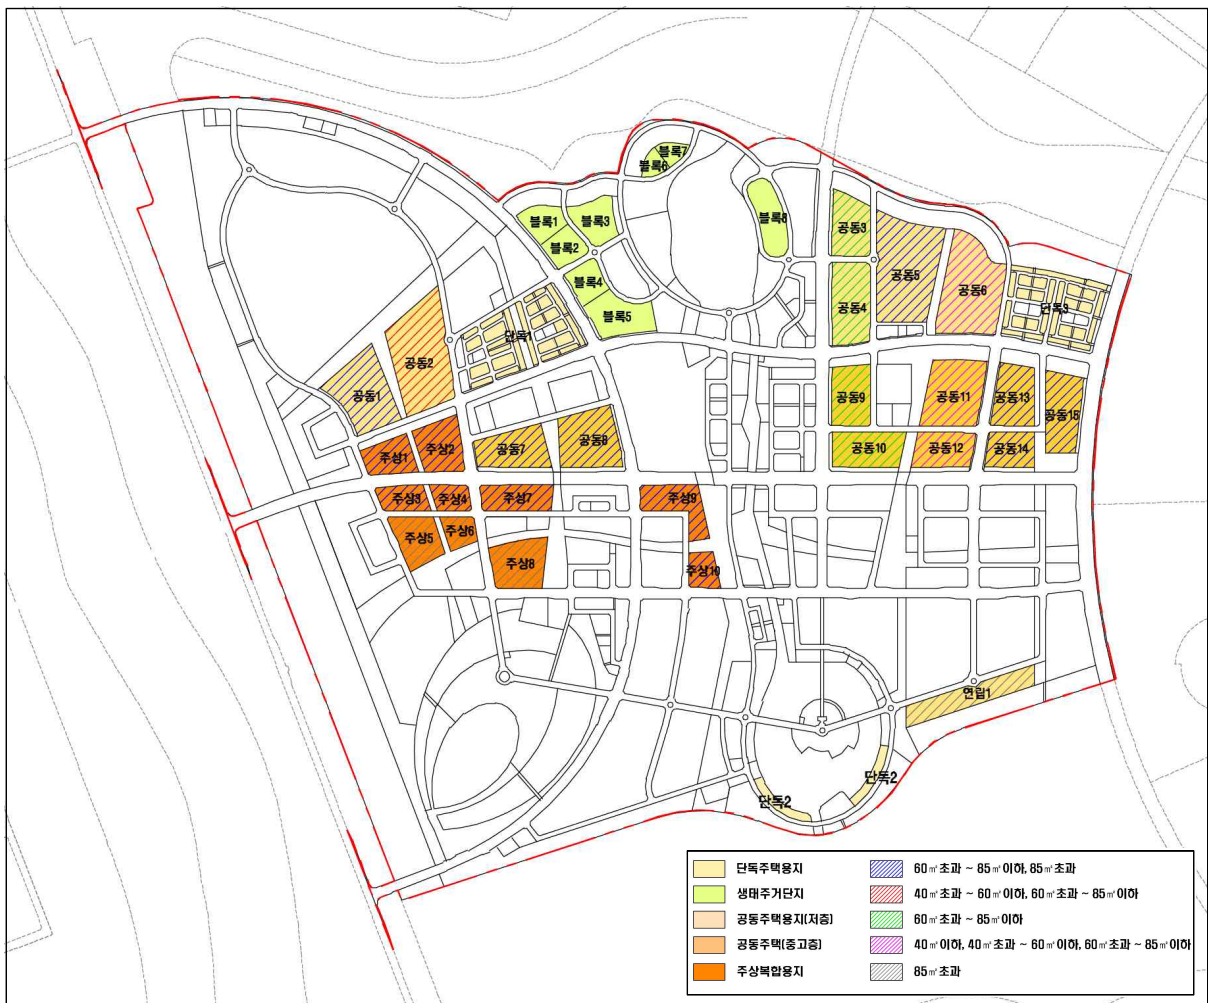 블록7
블록6
블록8
블록1
블록3
블록2
공동3
블록4
공동5
공동6
공동4
단독3
블록5
단독1
공동2
공동1
공동9
공동11
공동13
공동15
주상1
주상2
공동7
공동8
공동10
공동12
공동14
주상3
주상4
주상7
주상9
주상5
주상6
주상8
주상10
연립1
단독2
단독2
단독주택용지
60㎡초과 ~ 85㎡이하, 85㎡초과
생태주거단지
40㎡초과 ~ 60㎡이하, 60㎡초과 ~ 85㎡이하
공동주택용지(저층)
60㎡초과 ~ 85㎡이하
공동주택(중고층)
40㎡이하, 40㎡초과 ~ 60㎡이하, 60㎡초과 ~ 85㎡이하
주상복합용지
85㎡초과